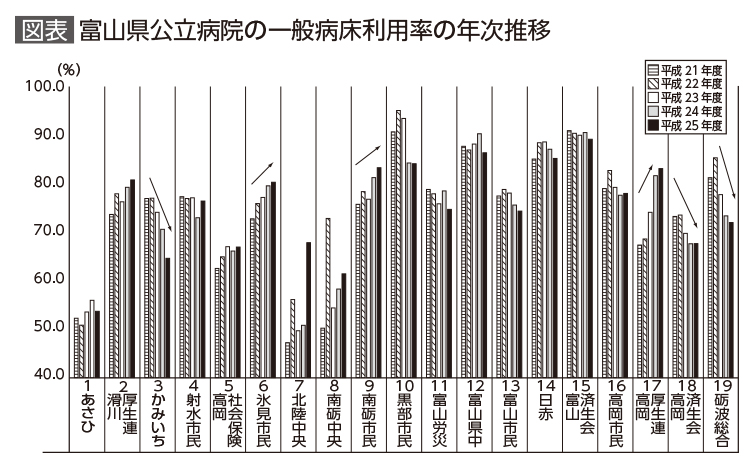 図表 富山県公立病院の一般病床利用率の年次推移
(%)
100.0
90.0
80.0
70.0
60.0
50.0
40.0
平成 21 年度
平成 22 年度
平成 23 年度
平成 24 年度
平成 25 年度
1 あさひ
2 厚生連滑川
3 かみいち
4 射水市民
5 社会保険高岡
6 氷見市民
7 北陸中央
8 南砺中央
9 南砺市民
10 黒部市民
11 富山労災
12 富山県中
13 富山市民
14 日赤
15 済生会富山
16 高岡市民
17 厚生連高岡
18 済生会高岡
19 砺波総合